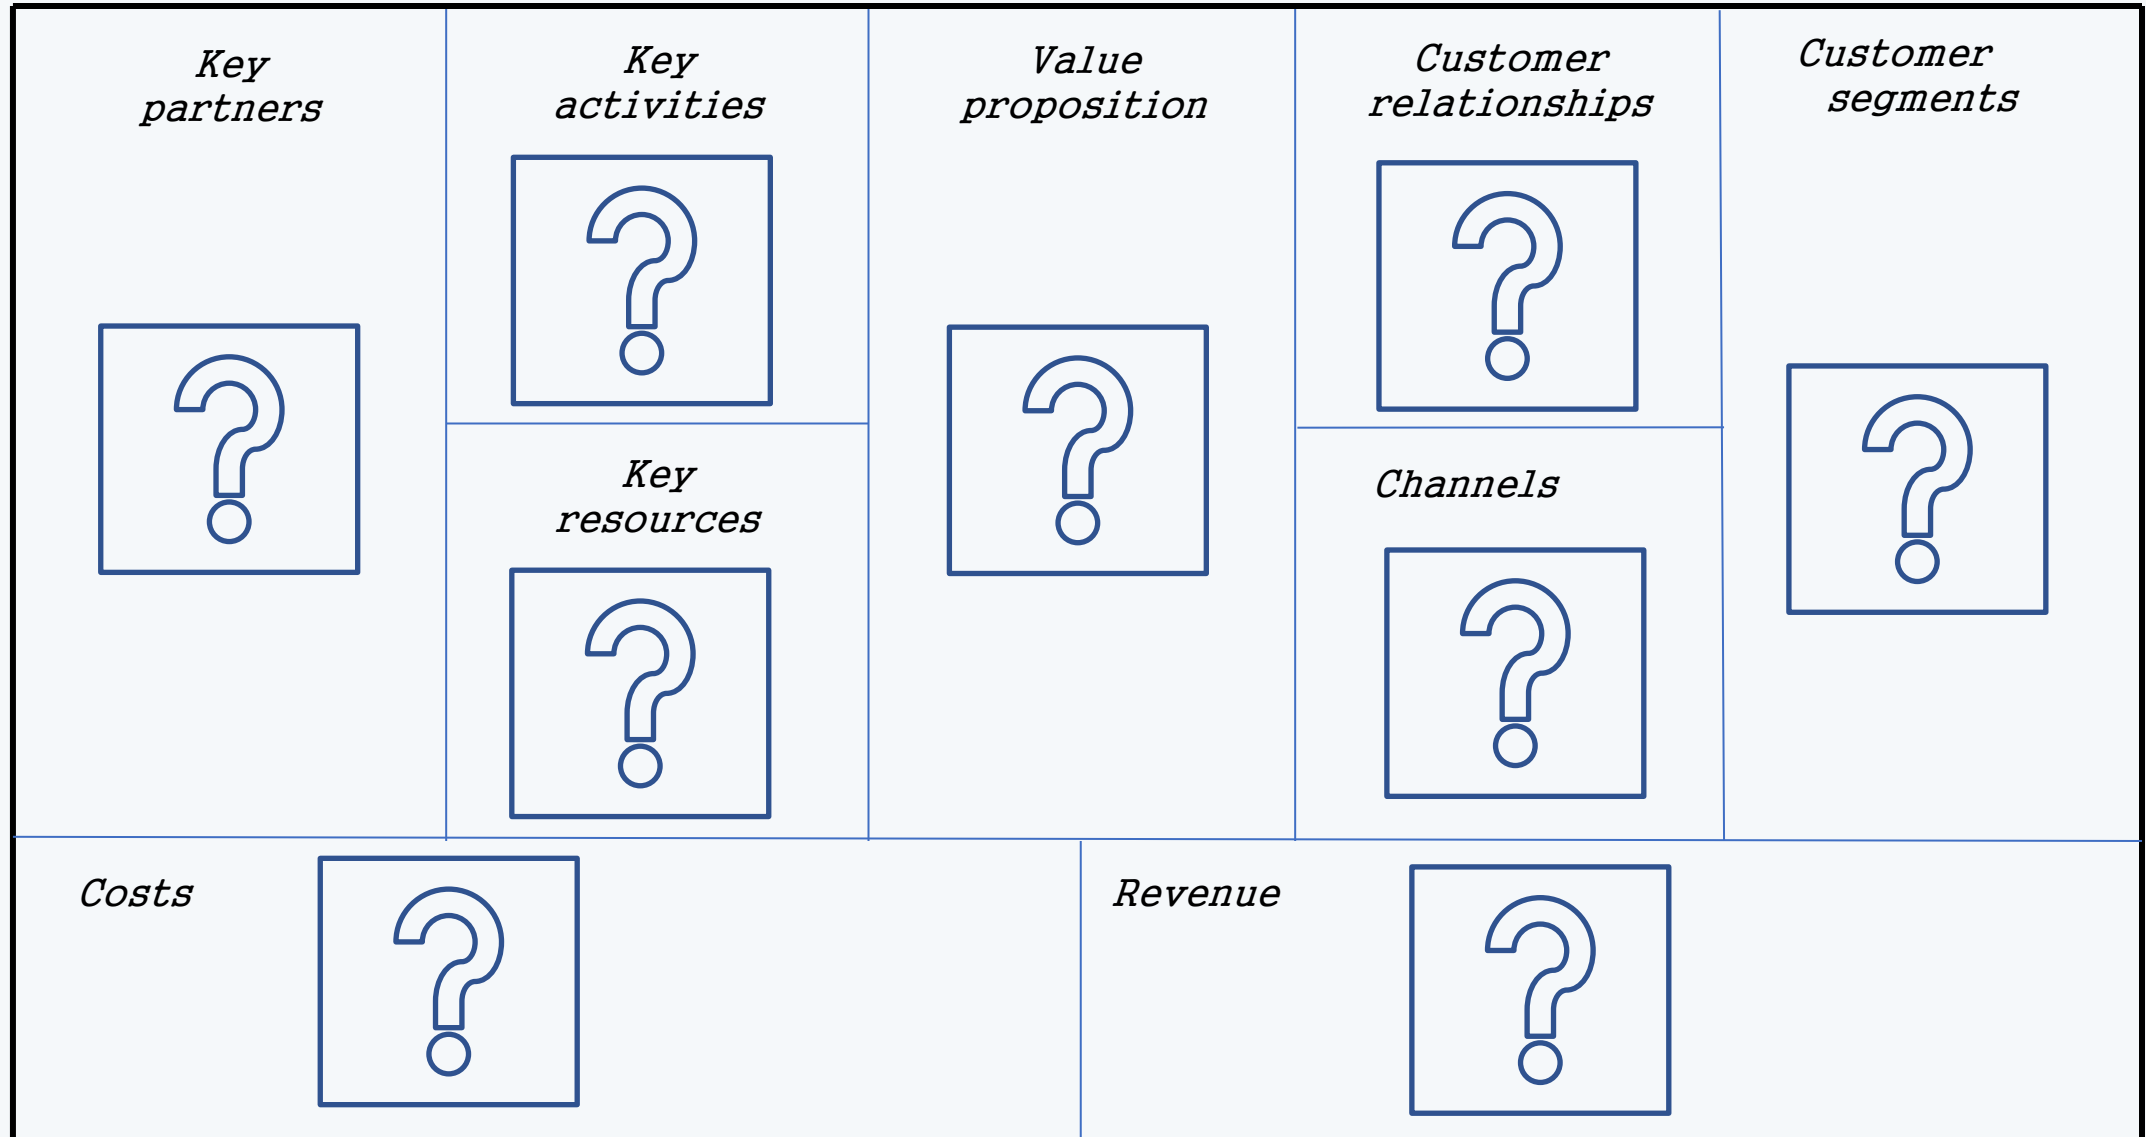 Key
partners
Key
activities
Value
proposition
Customer
relationships
Customer
segments
Key
resources
Channels
Costs
Revenue